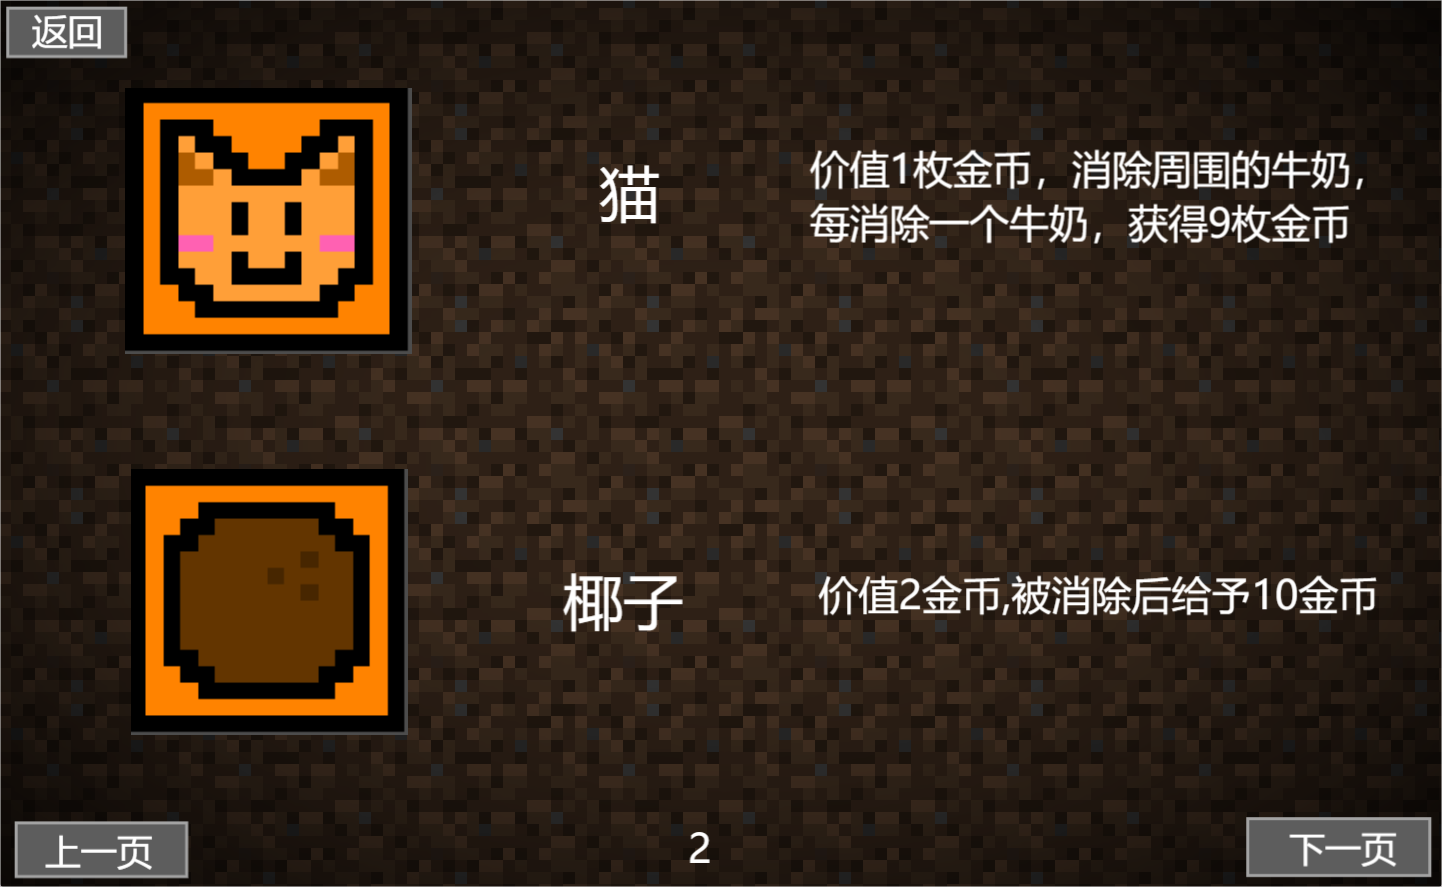 返回
猫
价值1枚金币，消除周围的牛奶，
每消除一个牛奶，获得9枚金币
椰子
价值2金币,被消除后给予10金币
上一页
2
下一页